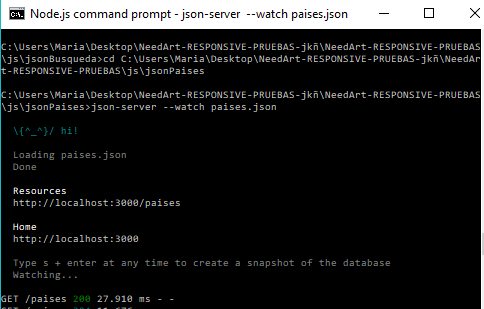 Node.js command prompt - json-server --watch paises.json
C:\Users\Maria\Desktop\NeedArt-RESPONSIVE-PRUEBAS-jkñ\NeedArt-RESPONSIVE-PRUEBAS
\js\jsonBusqueda>cd C:\Users\Maria\Desktop\NeedArt-RESPONSIVE-PRUEBAS-jkñ\NeedAr
t-RESPONSIVE-PRUEBAS\js\jsonPaises
C:\Users\Maria\Desktop\NeedArt-RESPONSIVE-PRUEBAS-jkñ\NeedArt-RESPONSIVE-PRUEBAS
\js\jsonPaises>json-server --watch paises.json
\{^_^}/ hi!
Loading paises.json
Done
Resources
http://localhost:3000/paises
Home
http://localhost:3000
Type s + enter at any time to create a snapshot of the database
Watching...
GET /paises 200 27.910 ms - -